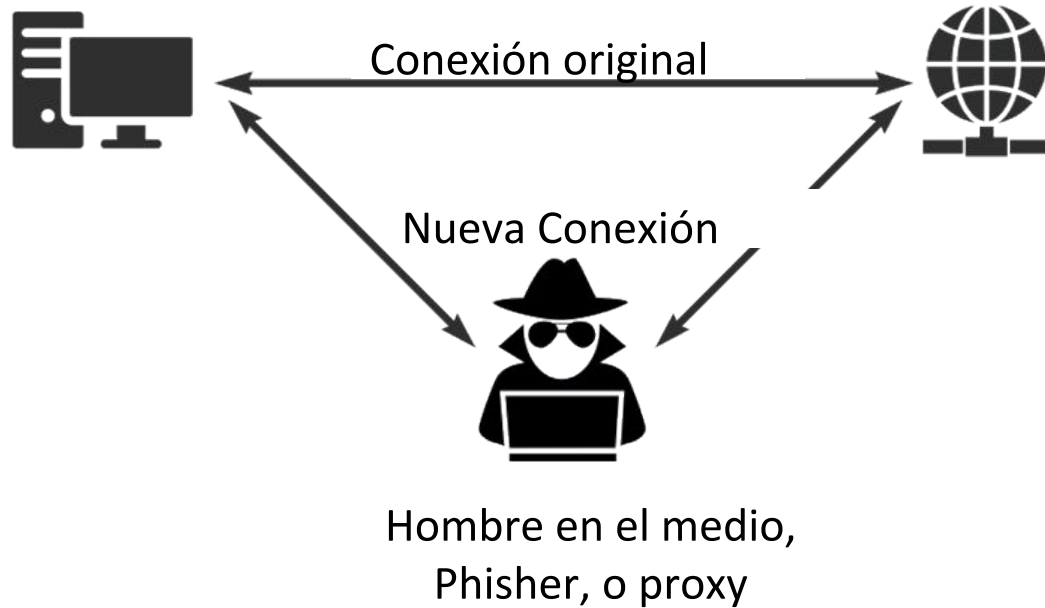 Conexión original
Nueva Conexión
Hombre en el medio,
Phisher, o proxy